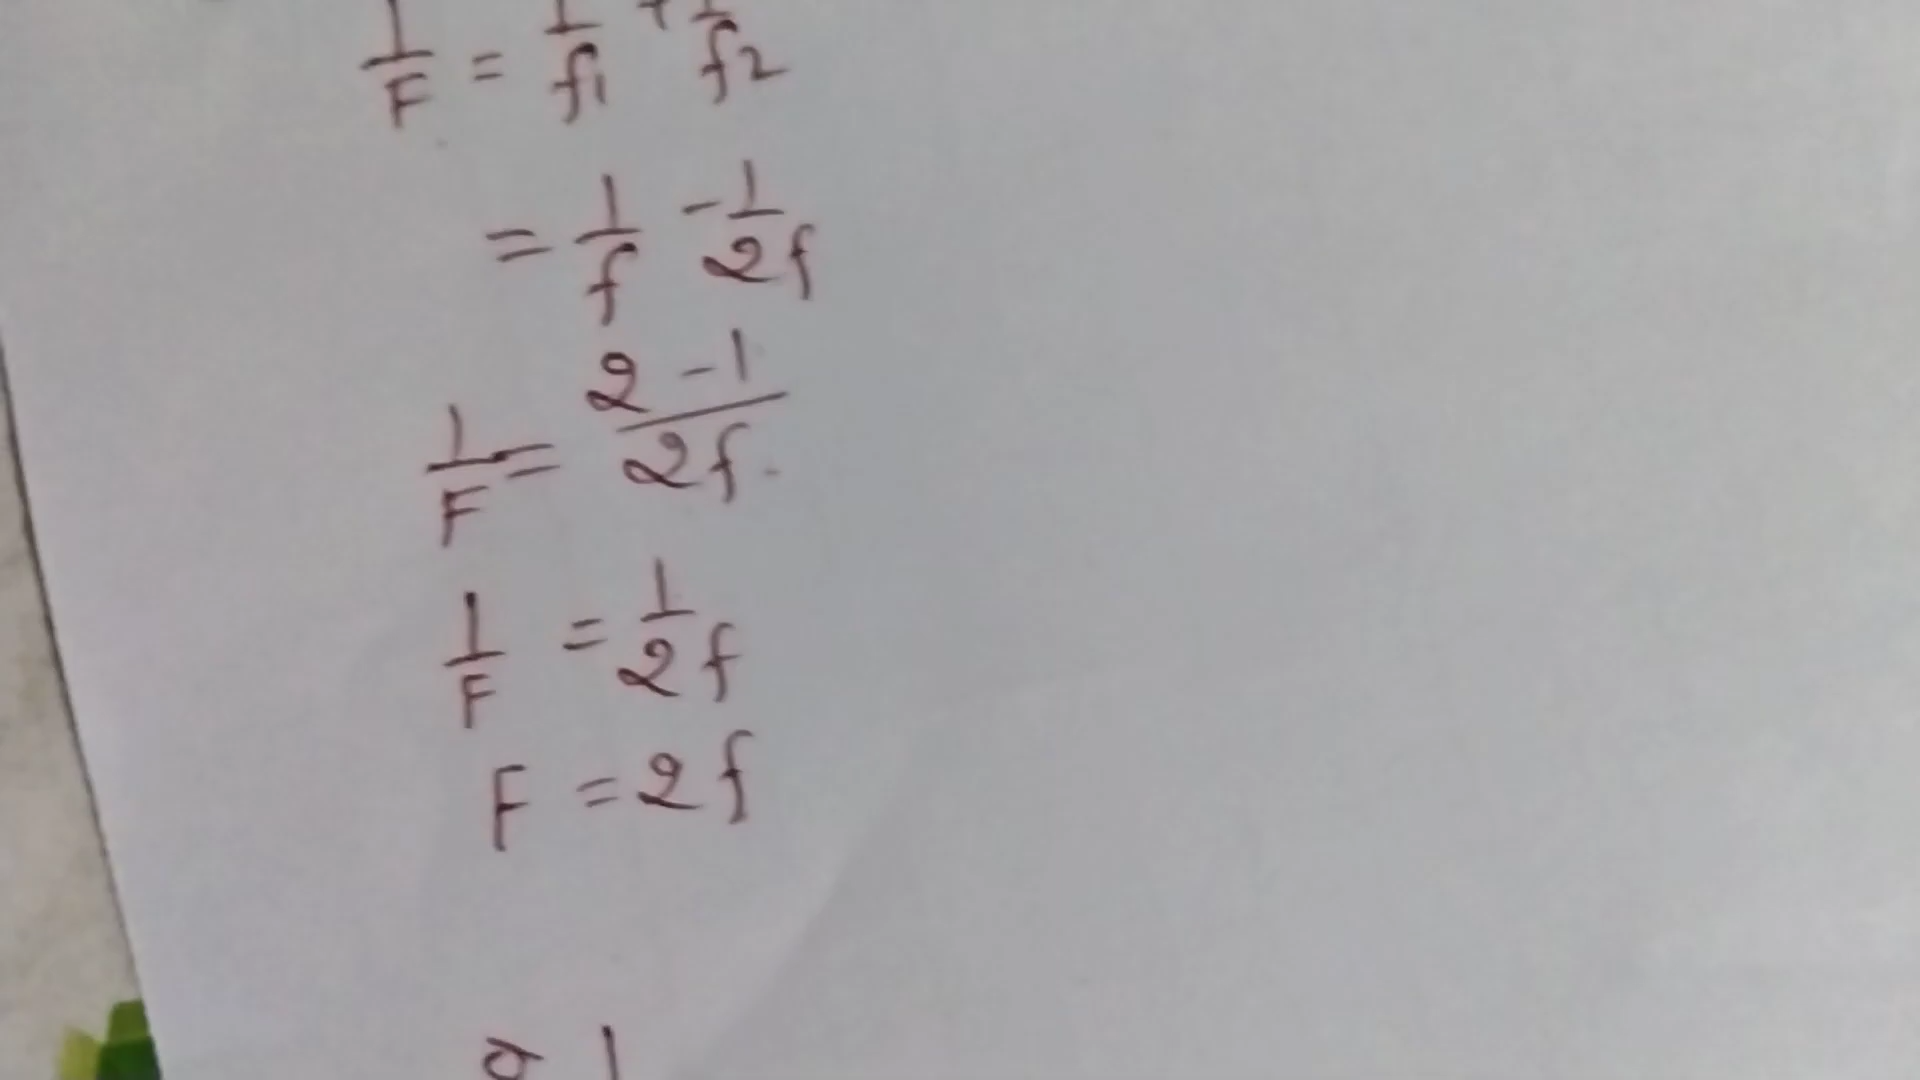 1/F = 1/f1 + 1/f2
= 1/f - 1/2f
1/F = 2-1/2f
1/F = 1/2f
F = 2f